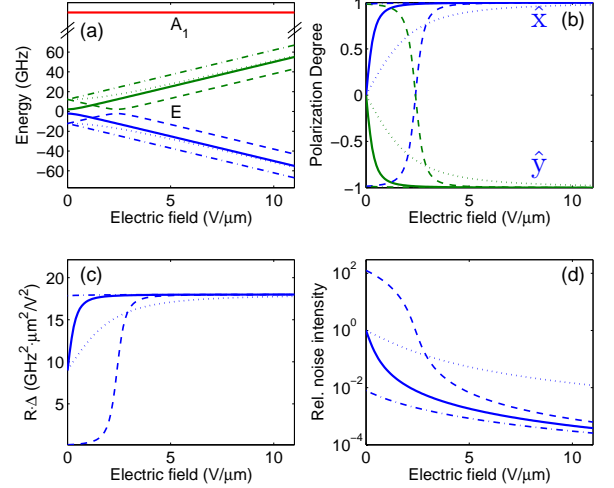 (a)
A1
E
Energy (GHz)
60
40
20
0
−20
−40
−60
0
5
10
Electric field (V/μm)
(b)
x̂
ŷ
Polarization Degree
1
0.5
0
−0.5
−1
0
5
10
Electric field (V/μm)
(c)
R·Δ (GHz²·μm²/V²)
20
15
10
5
0
5
10
Electric field (V/μm)
(d)
Rel. noise intensity
10²
10⁰
10⁻²
10⁻⁴
0
5
10
Electric field (V/μm)